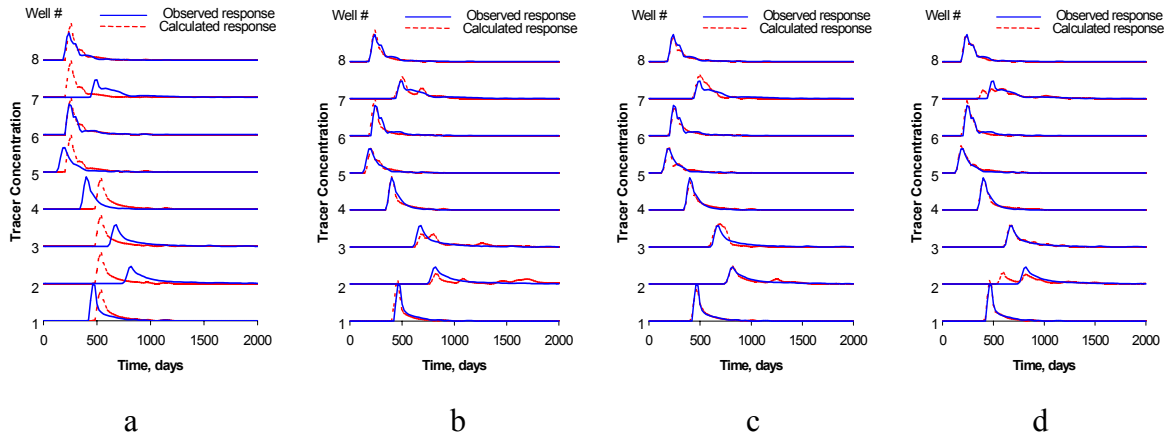 Well #
Observed response
Calculated response
8
7
6
5
4
3
2
1
Tracer Concentration
0 500 1000 1500 2000
Time, days
a
Well #
Observed response
Calculated response
8
7
6
5
4
3
2
1
Tracer Concentration
0 500 1000 1500 2000
Time, days
b
Well #
Observed response
Calculated response
8
7
6
5
4
3
2
1
Tracer Concentration
0 500 1000 1500 2000
Time, days
c
Well #
Observed response
Calculated response
8
7
6
5
4
3
2
1
Tracer Concentration
0 500 1000 1500 2000
Time, days
d